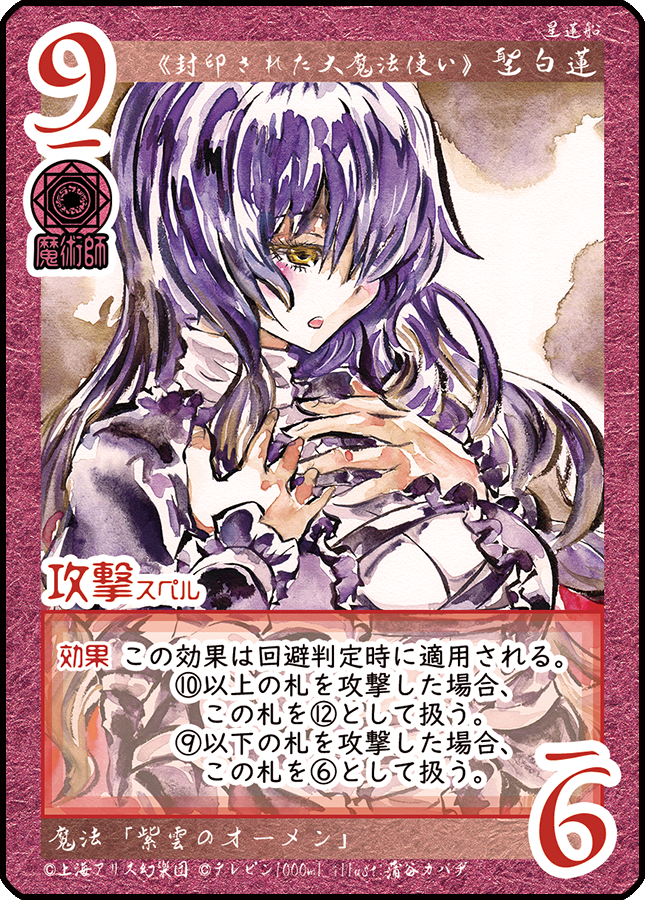 星蓮船
9
《封印された大魔法使い》 聖白蓮
魔術師
攻撃スペル
効果 この効果は回避判定時に適用される。
⑩以上の札を攻撃した場合、
この札を⑫として扱う。
⑨以下の札を攻撃した場合、
この札を⑥として扱う。
魔法「紫雲のオーメン」
9
©上海アリス幻樂団 ©テレピン1000ml illust:蒲谷カバヂ